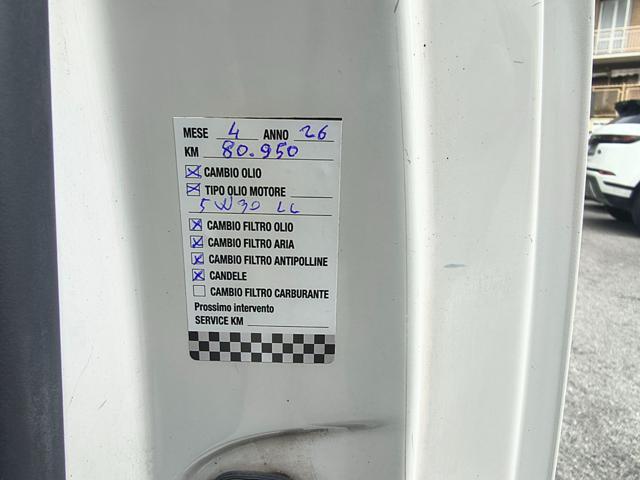 MESE 4 ANNO 26
KM 80.950
CAMBIO OLIO
TIPO OLIO MOTORE
5W30 LL
CAMBIO FILTRO OLIO
CAMBIO FILTRO ARIA
CAMBIO FILTRO ANTIPOLLINE
CANDELE
CAMBIO FILTRO CARBURANTE
Prossimo intervento
SERVICE KM